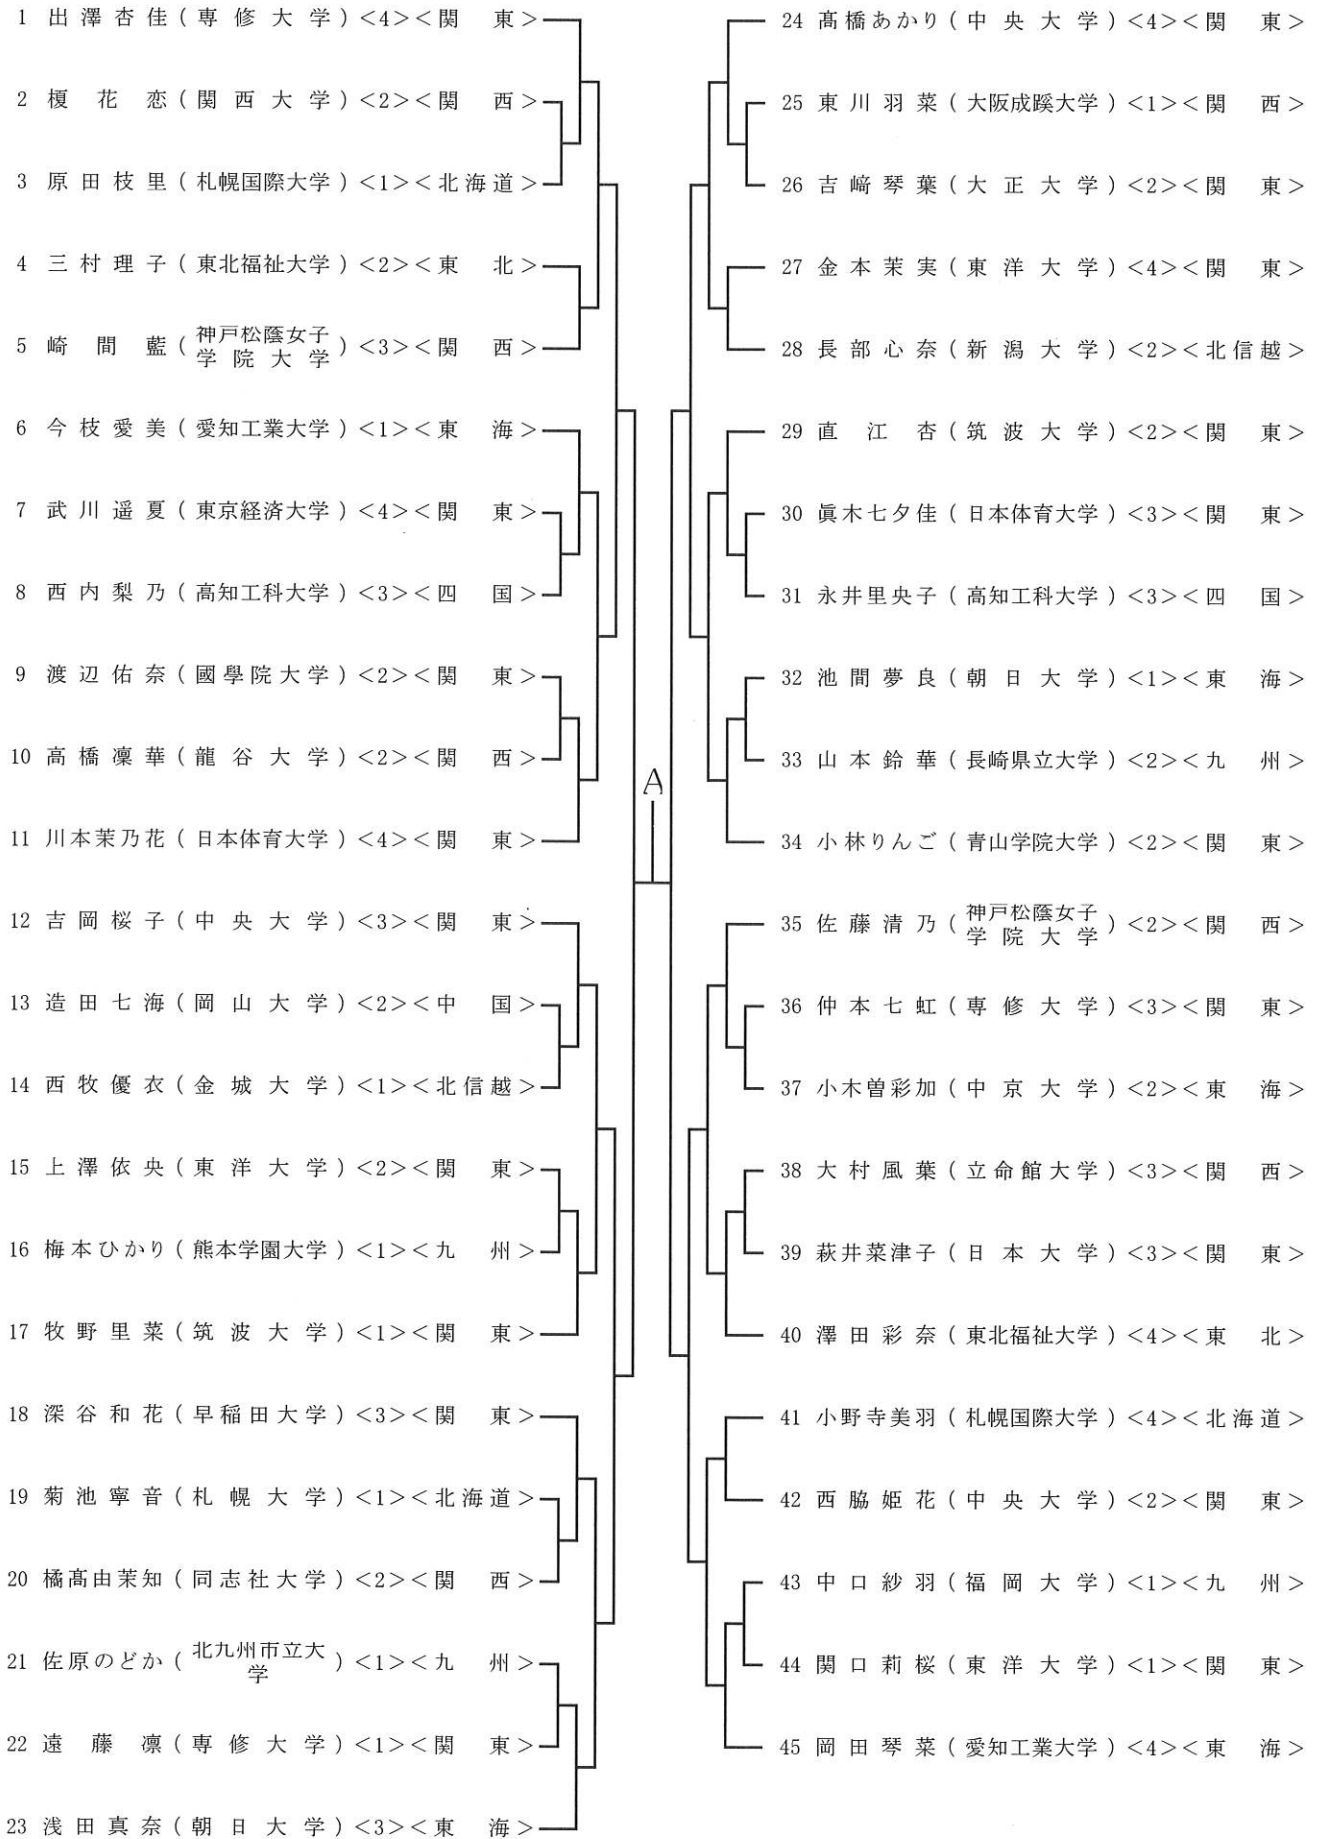 1 出澤杏佳(専修大学)<4><関東>
2 榎花恋(関西大学)<2><関西>
3 原田枝里(札幌国際大学)<1><北海道>
4 三村理子(東北福祉大学)<2><東北>
5 崎間藍(神戸松蔭女子学院大学)<3><関西>
6 今枝愛美(愛知工業大学)<1><東海>
7 武川遥夏(東京経済大学)<4><関東>
8 西内梨乃(高知工科大学)<3><四国>
9 渡辺佑奈(國學院大学)<2><関東>
10 高橋凜華(龍谷大学)<2><関西>
11 川本茉乃花(日本体育大学)<4><関東>
12 吉岡桜子(中央大学)<3><関東>
13 造田七海(岡山大学)<2><中国>
14 西牧優衣(金城大学)<1><北信越>
15 上澤依央(東洋大学)<2><関東>
16 梅本ひかり(熊本学園大学)<1><九州>
17 牧野里菜(筑波大学)<1><関東>
18 深谷和花(早稲田大学)<3><関東>
19 菊池寧音(札幌大学)<1><北海道>
20 橘髙由茉知(同志社大学)<2><関西>
21 佐原のどか(北九州市立大学)<1><九州>
22 遠藤凛(専修大学)<1><関東>
23 浅田真奈(朝日大学)<3><東海>
A
24 髙橋あかり(中央大学)<4><関東>
25 東川羽菜(大阪成蹊大学)<1><関西>
26 吉﨑琴葉(大正大学)<2><関東>
27 金本茉実(東洋大学)<4><関東>
28 長部心奈(新潟大学)<2><北信越>
29 直江杏(筑波大学)<2><関東>
30 眞木七夕佳(日本体育大学)<3><関東>
31 永井里央子(高知工科大学)<3><四国>
32 池間夢良(朝日大学)<1><東海>
33 山本鈴華(長崎県立大学)<2><九州>
34 小林りんご(青山学院大学)<2><関東>
35 佐藤清乃(神戸松蔭女子学院大学)<2><関西>
36 仲本七虹(専修大学)<3><関東>
37 小木曽彩加(中京大学)<2><東海>
38 大村風葉(立命館大学)<3><関西>
39 萩井菜津子(日本大学)<3><関東>
40 澤田彩奈(東北福祉大学)<4><東北>
41 小野寺美羽(札幌国際大学)<4><北海道>
42 西脇姫花(中央大学)<2><関東>
43 中口紗羽(福岡大学)<1><九州>
44 関口莉桜(東洋大学)<1><関東>
45 岡田琴菜(愛知工業大学)<4><東海>